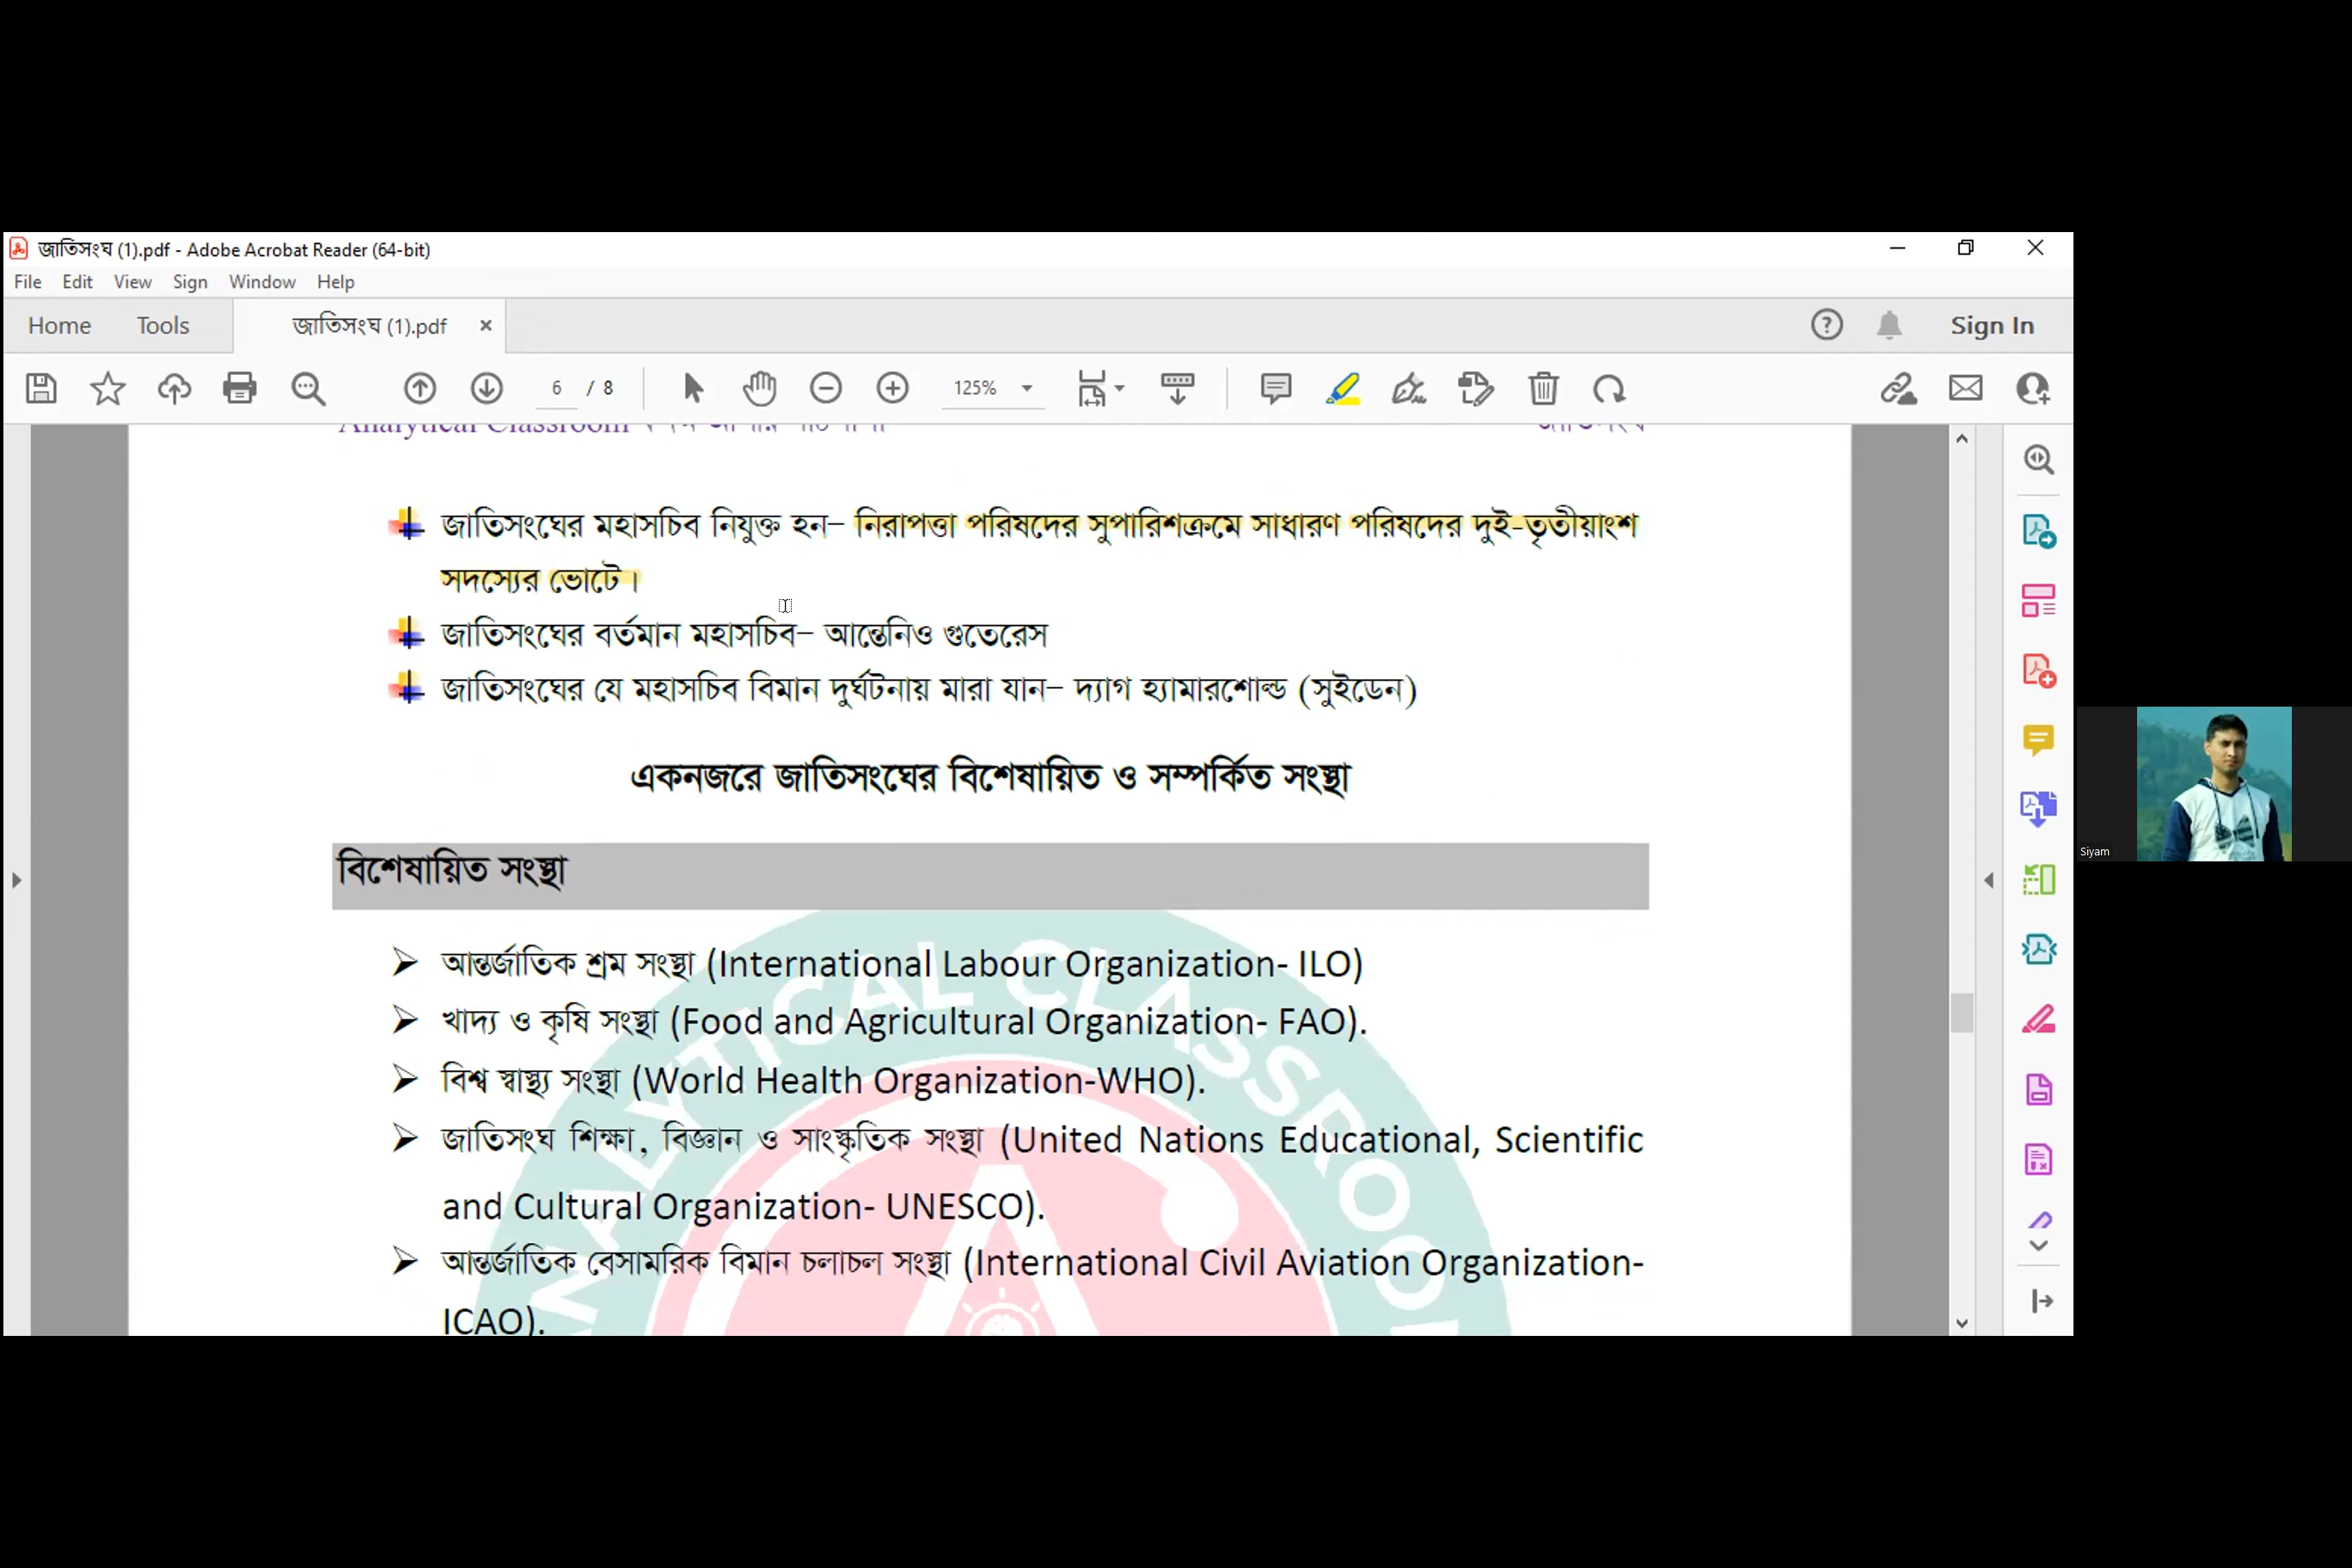 জাতিসংঘ (1).pdf - Adobe Acrobat Reader (64-bit)
File Edit View Sign Window Help
Home Tools জাতিসংঘ (1).pdf × Sign In
6 / 8 125%
Analytical Classroom জাতিসংঘ
জাতিসংঘের মহাসচিব নিযুক্ত হন– নিরাপত্তা পরিষদের সুপারিশক্রমে সাধারণ পরিষদের দুই-তৃতীয়াংশ
সদস্যের ভোটে।
জাতিসংঘের বর্তমান মহাসচিব– আন্তেনিও গুতেরেস
জাতিসংঘের যে মহাসচিব বিমান দুর্ঘটনায় মারা যান– দ্যাগ হ্যামারশোল্ড (সুইডেন)
একনজরে জাতিসংঘের বিশেষায়িত ও সম্পর্কিত সংস্থা
বিশেষায়িত সংস্থা
আন্তর্জাতিক শ্রম সংস্থা (International Labour Organization- ILO)
খাদ্য ও কৃষি সংস্থা (Food and Agricultural Organization- FAO).
বিশ্ব স্বাস্থ্য সংস্থা (World Health Organization-WHO).
জাতিসংঘ শিক্ষা, বিজ্ঞান ও সাংস্কৃতিক সংস্থা (United Nations Educational, Scientific
and Cultural Organization- UNESCO).
আন্তর্জাতিক বেসামরিক বিমান চলাচল সংস্থা (International Civil Aviation Organization-
ICAO).
ANALYTICAL CLASSROOM
Siyam